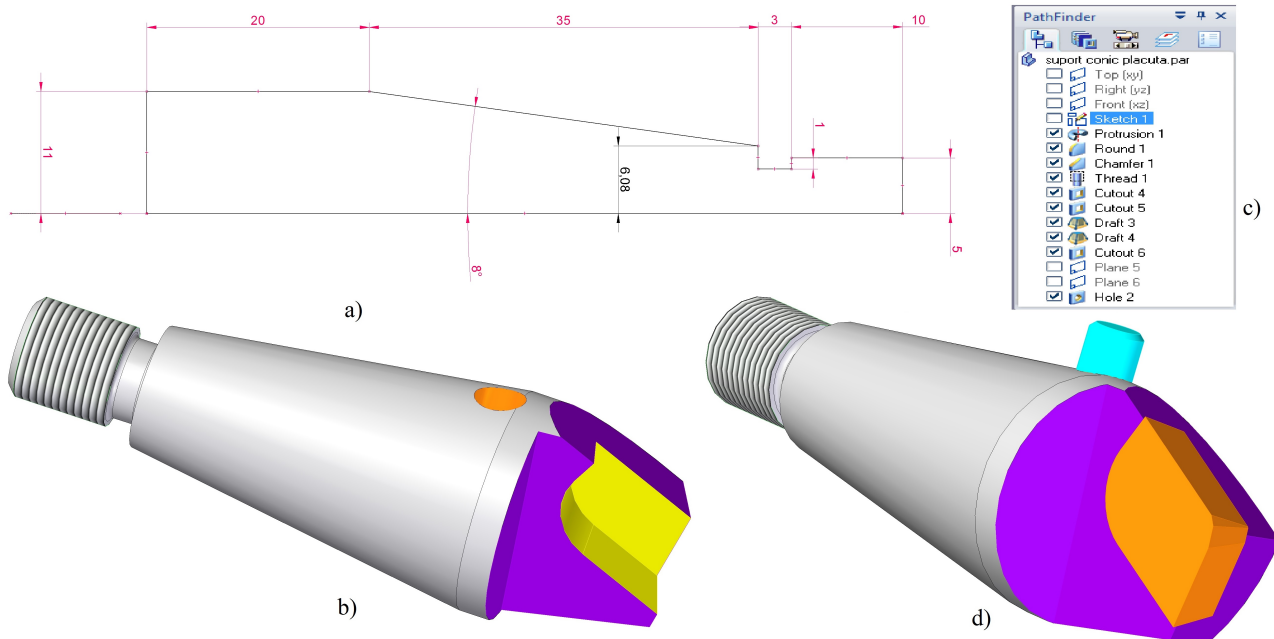 20
35
3
10
11
1
6,08
5
8°
a)
PathFinder
suport conic placuta.par
Top (xy)
Right (yz)
Front (xz)
Sketch 1
Protrusion 1
Round 1
Chamfer 1
Thread 1
Cutout 4
Cutout 5
Draft 3
Draft 4
Cutout 6
Plane 5
Plane 6
Hole 2
c)
b)
d)